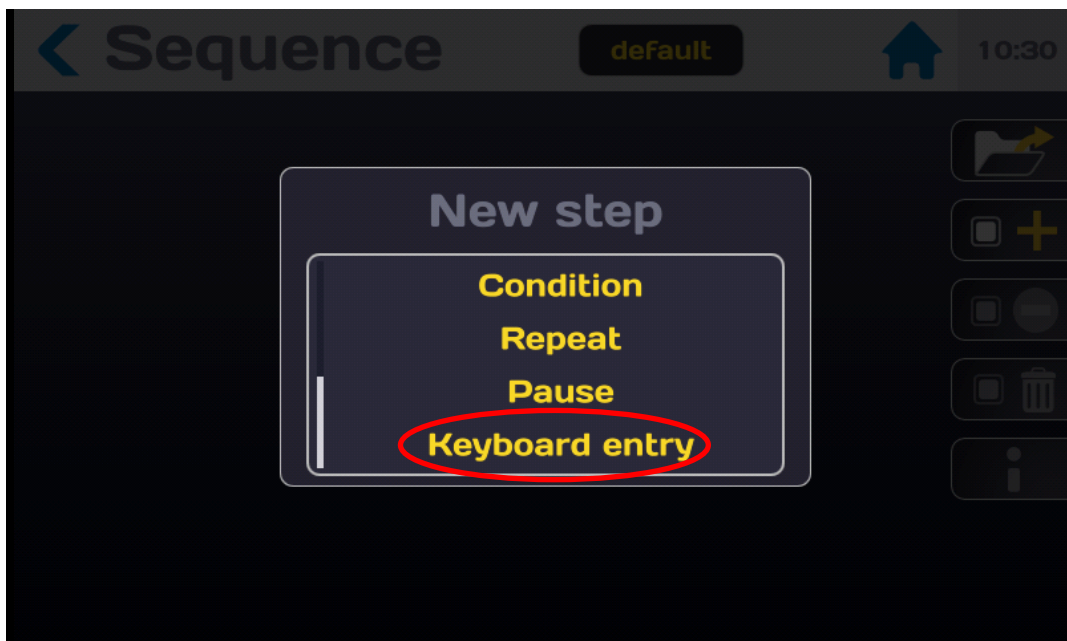 Sequence default 10:30
New step
Condition
Repeat
Pause
Keyboard entry